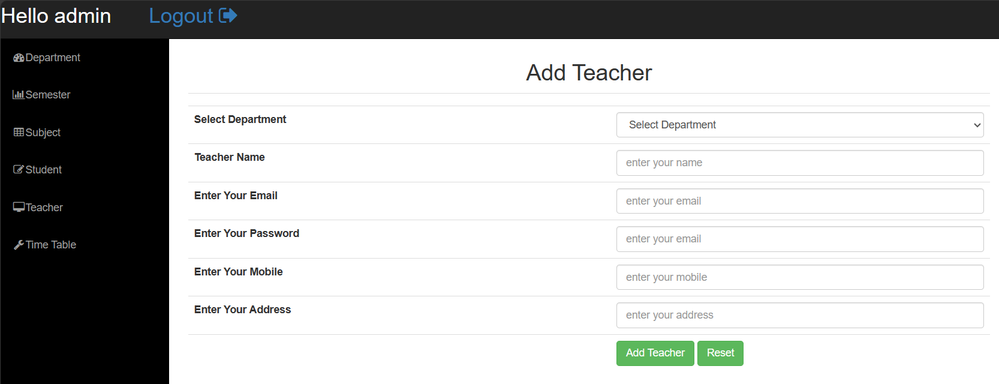 Hello admin
Logout
Department
Semester
Subject
Student
Teacher
Time Table
Add Teacher
Select Department
Select Department
Teacher Name
enter your name
Enter Your Email
enter your email
Enter Your Password
enter your email
Enter Your Mobile
enter your mobile
Enter Your Address
enter your address
Add Teacher
Reset